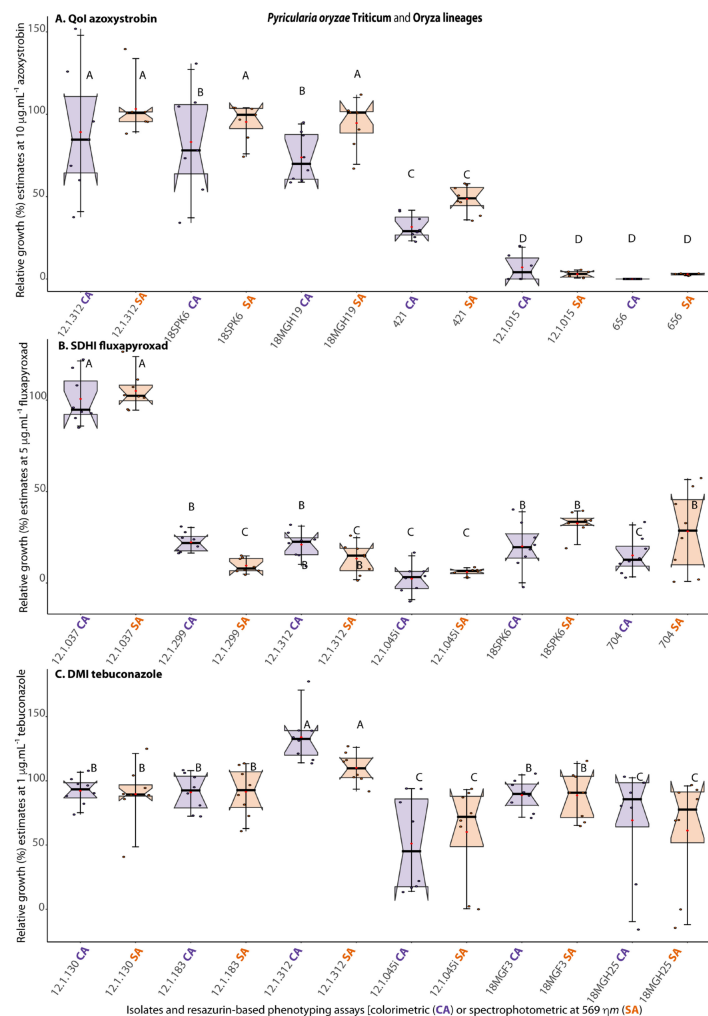 A. QoI azoxystrobin
Pyricularia oryzae Triticum and Oryza lineages
Relative growth (%) estimates at 10 µg.mL⁻¹ azoxystrobin
150
100
50
0
A
A
B
A
B
A
C
C
D
D
D
D
12.1.312 CA
12.1.312 SA
18SPK6 CA
18SPK6 SA
18MGH19 CA
18MGH19 SA
421 CA
421 SA
12.1.015 CA
12.1.015 SA
656 CA
656 SA
B. SDHI fluxapyroxad
Relative growth (%) estimates at 5 µg.mL⁻¹ fluxapyroxad
100
50
0
A
A
B
C
B
B
C
C
C
B
B
C
B
12.1.037 CA
12.1.037 SA
12.1.299 CA
12.1.299 SA
12.1.312 CA
12.1.312 SA
12.1.045i CA
12.1.045i SA
18SPK6 CA
18SPK6 SA
704 CA
704 SA
C. DMI tebuconazole
Relative growth (%) estimates at 1 µg.mL⁻¹ tebuconazole
150
100
50
0
B
B
B
B
A
A
C
C
B
B
C
C
12.1.130 CA
12.1.130 SA
12.1.183 CA
12.1.183 SA
12.1.312 CA
12.1.312 SA
12.1.045i CA
12.1.045i SA
18MGF3 CA
18MGF3 SA
18MGH25 CA
18MGH25 SA
Isolates and resazurin-based phenotyping assays [colorimetric (CA) or spectrophotometric at 569 ηm (SA)